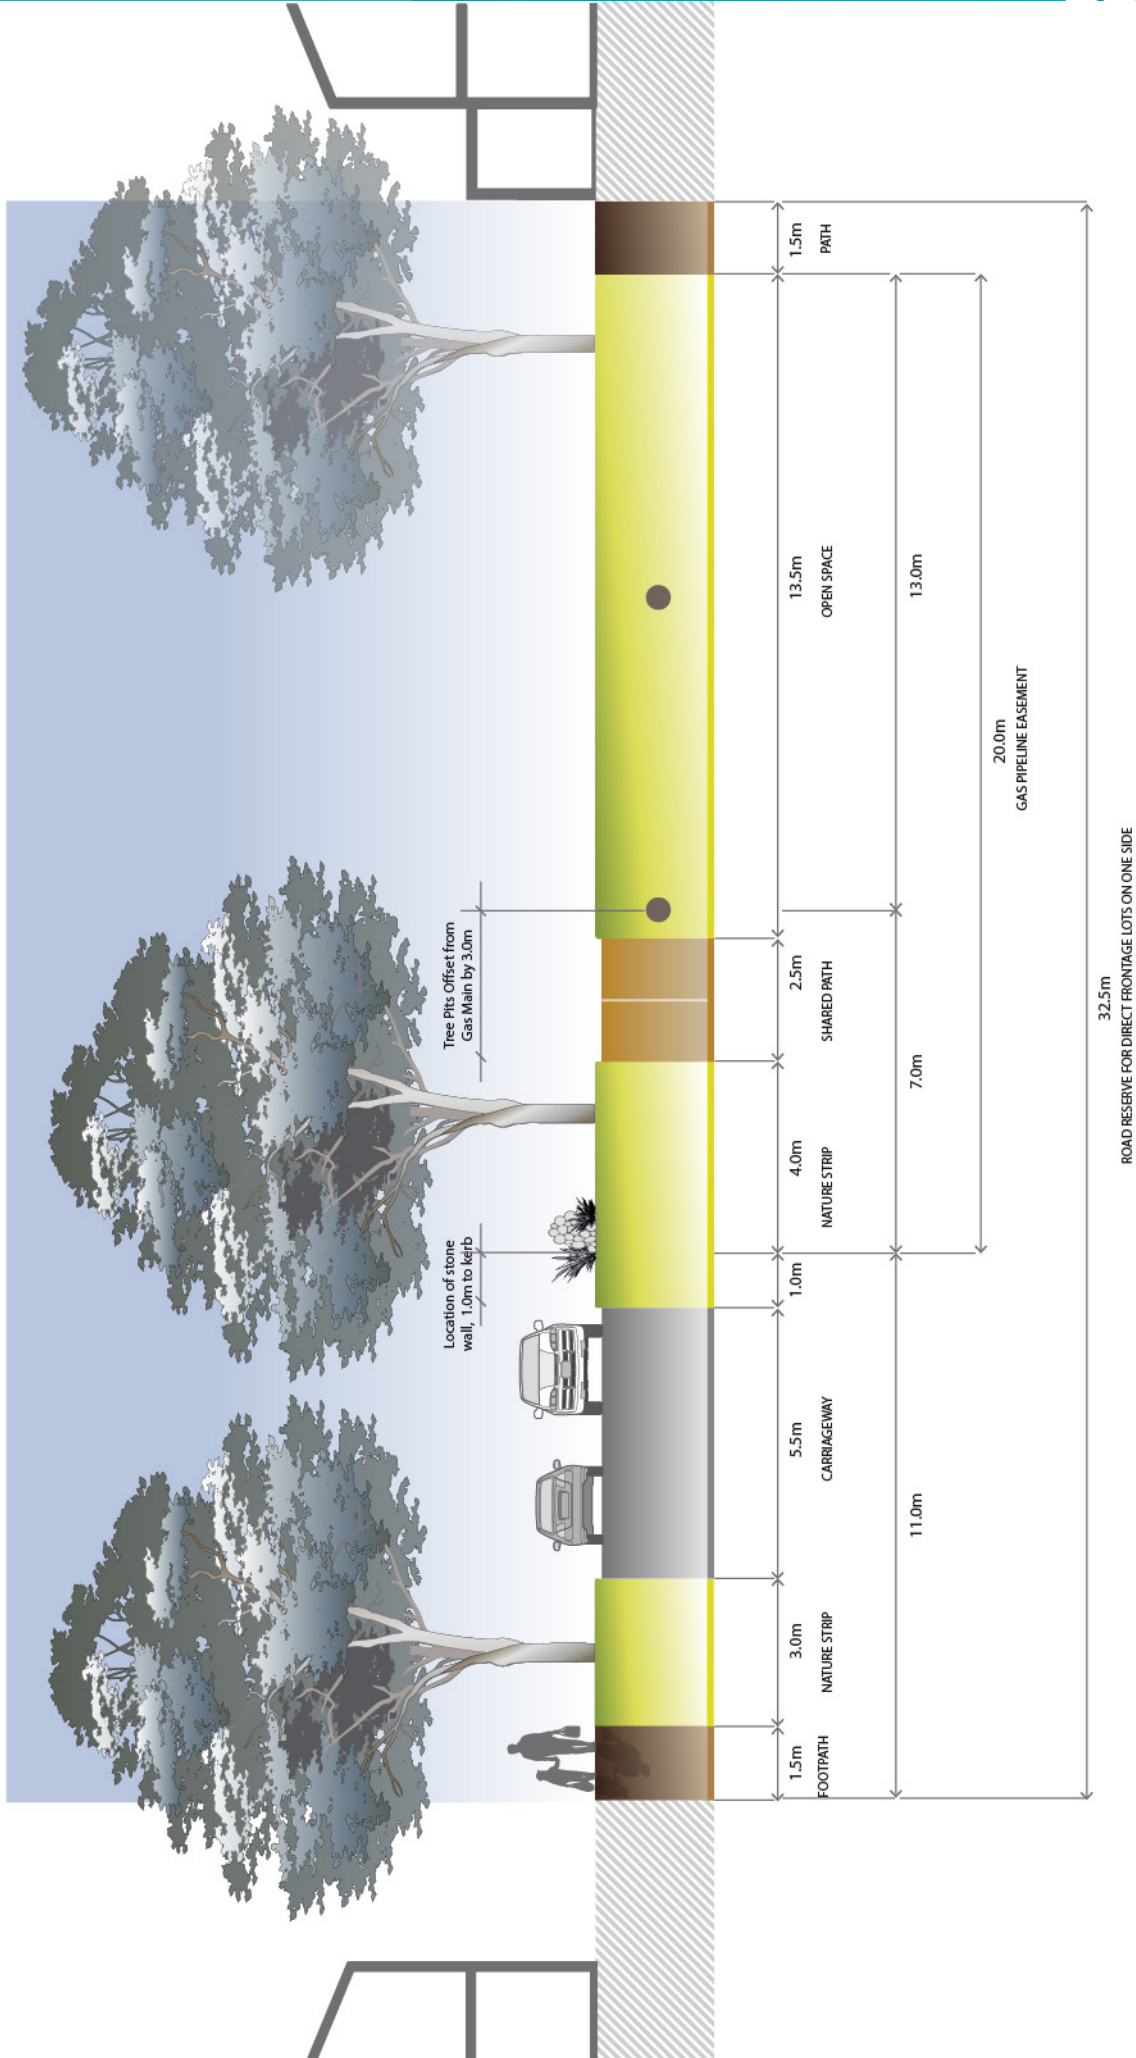 Tree Pits Offset from
Gas Main by 3.0m
Location of stone
wall, 1.0m to kerb
1.5m
3.0m
5.5m
1.0m
4.0m
2.5m
13.5m
1.5m
FOOTPATH
NATURE STRIP
CARRIAGEWAY
NATURE STRIP
SHARED PATH
OPEN SPACE
PATH
11.0m
7.0m
13.0m
20.0m
GAS PIPELINE EASEMENT
32.5m
ROAD RESERVE FOR DIRECT FRONTAGE LOTS ON ONE SIDE